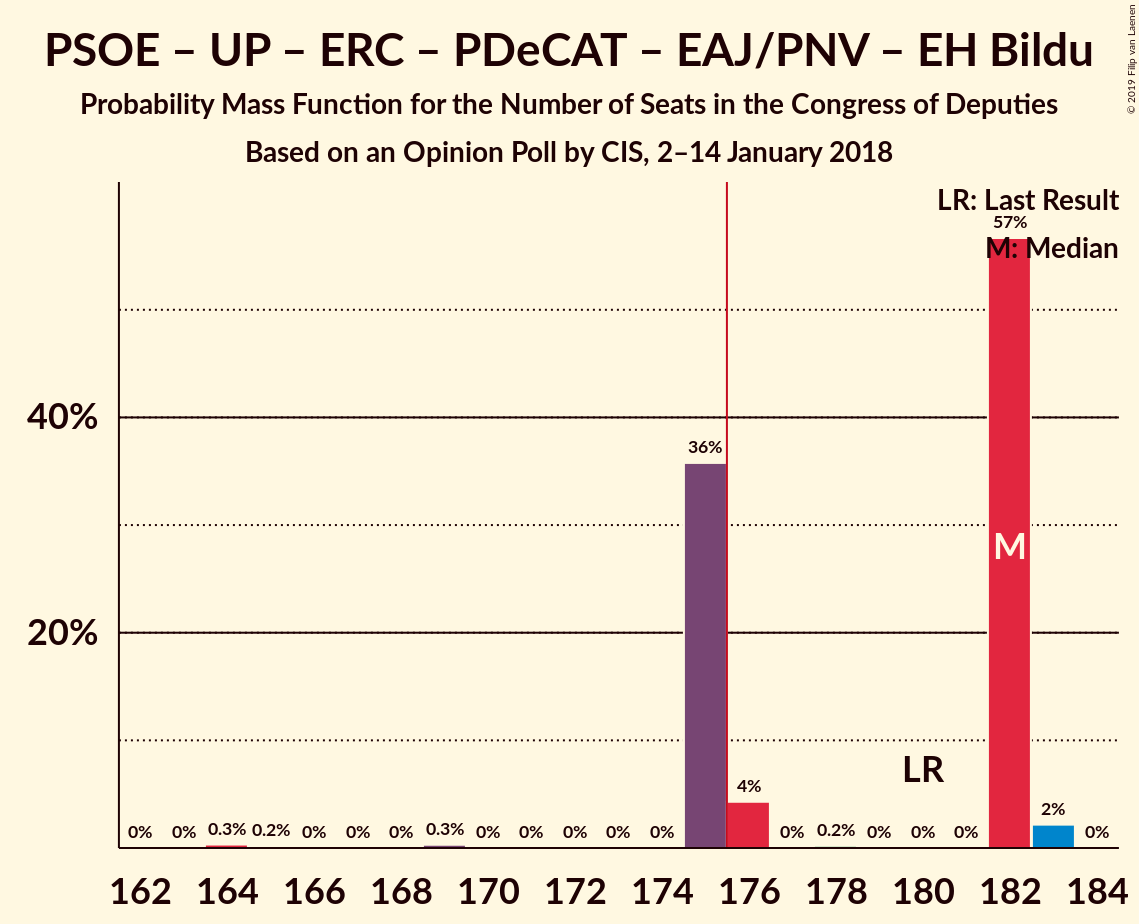 PSOE – UP – ERC – PDeCAT – EAJ/PNV – EH Bildu
Probability Mass Function for the Number of Seats in the Congress of Deputies
Based on an Opinion Poll by CIS, 2–14 January 2018
© 2019 Filip van Laenen
LR: Last Result
57%
M: Median
40%
36%
M
20%
LR
4%
2%
0% 0% 0.3% 0.2% 0% 0% 0% 0.3% 0% 0% 0% 0% 0% 0% 0.2% 0% 0% 0% 0%
162 164 166 168 170 172 174 176 178 180 182 184